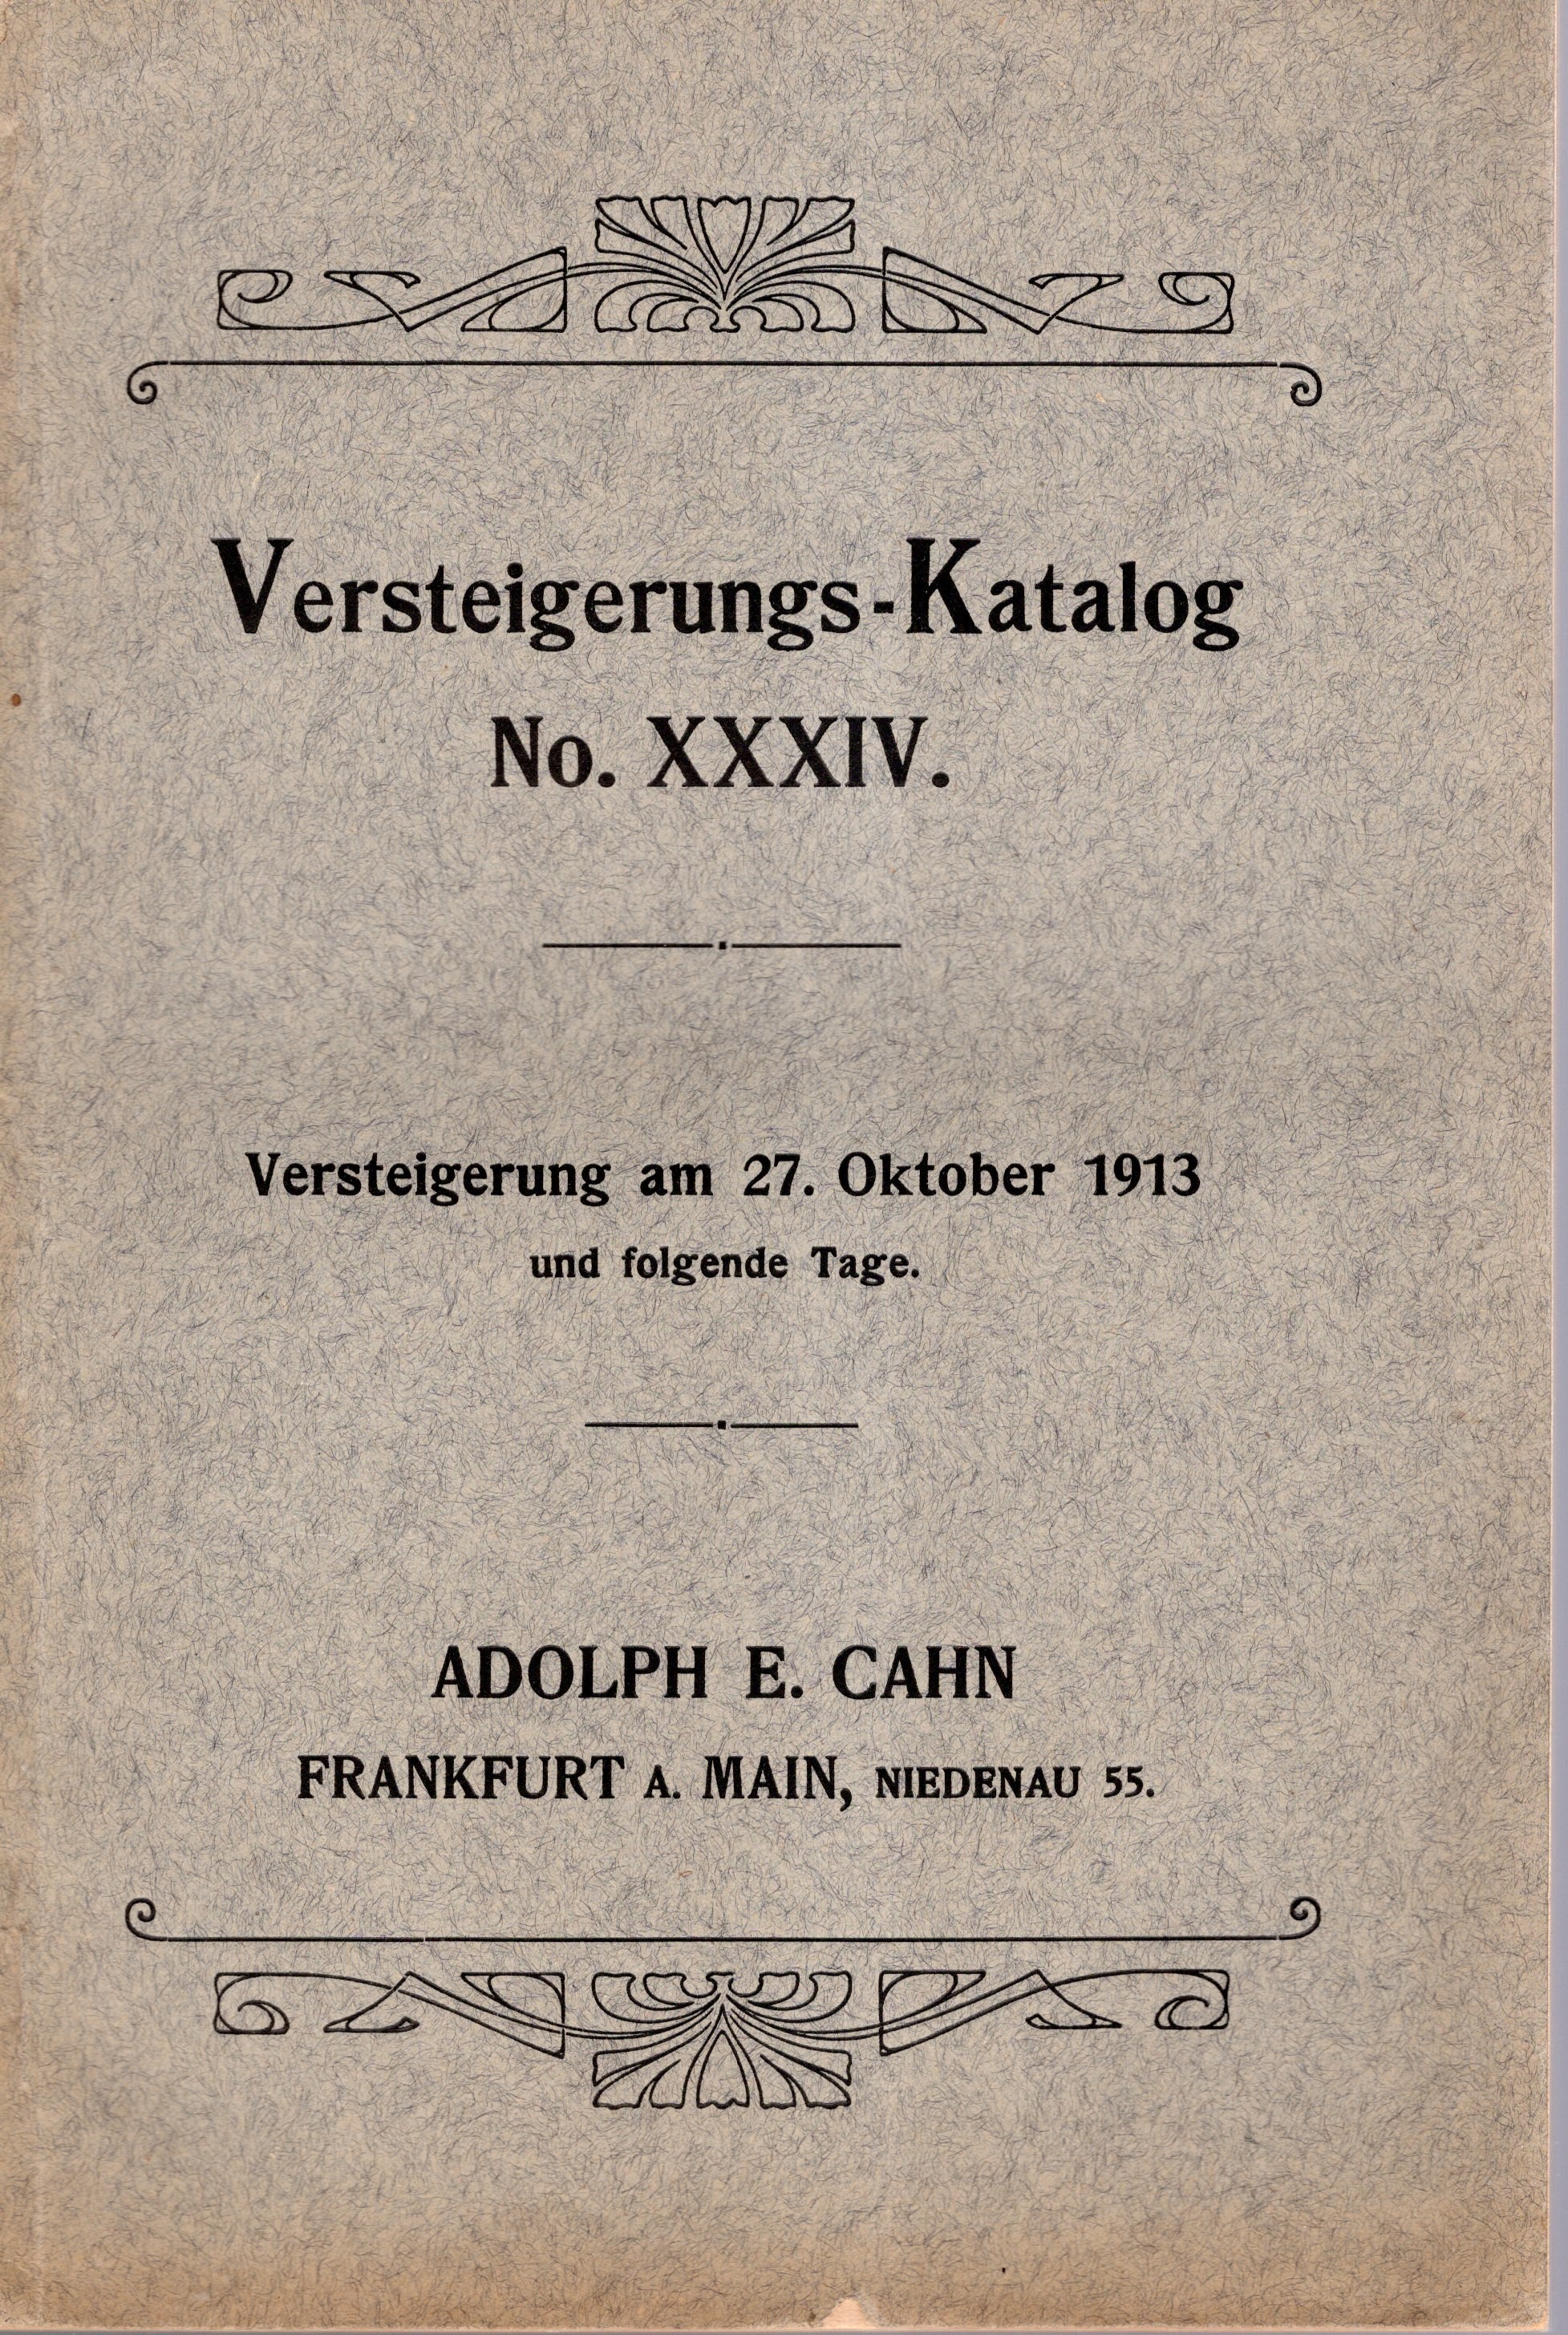 Versteigerungs-Katalog
No. XXXIV.
Versteigerung am 27. Oktober 1913
und folgende Tage.
ADOLPH E. CAHN
FRANKFURT A. MAIN, NIEDENAU 55.